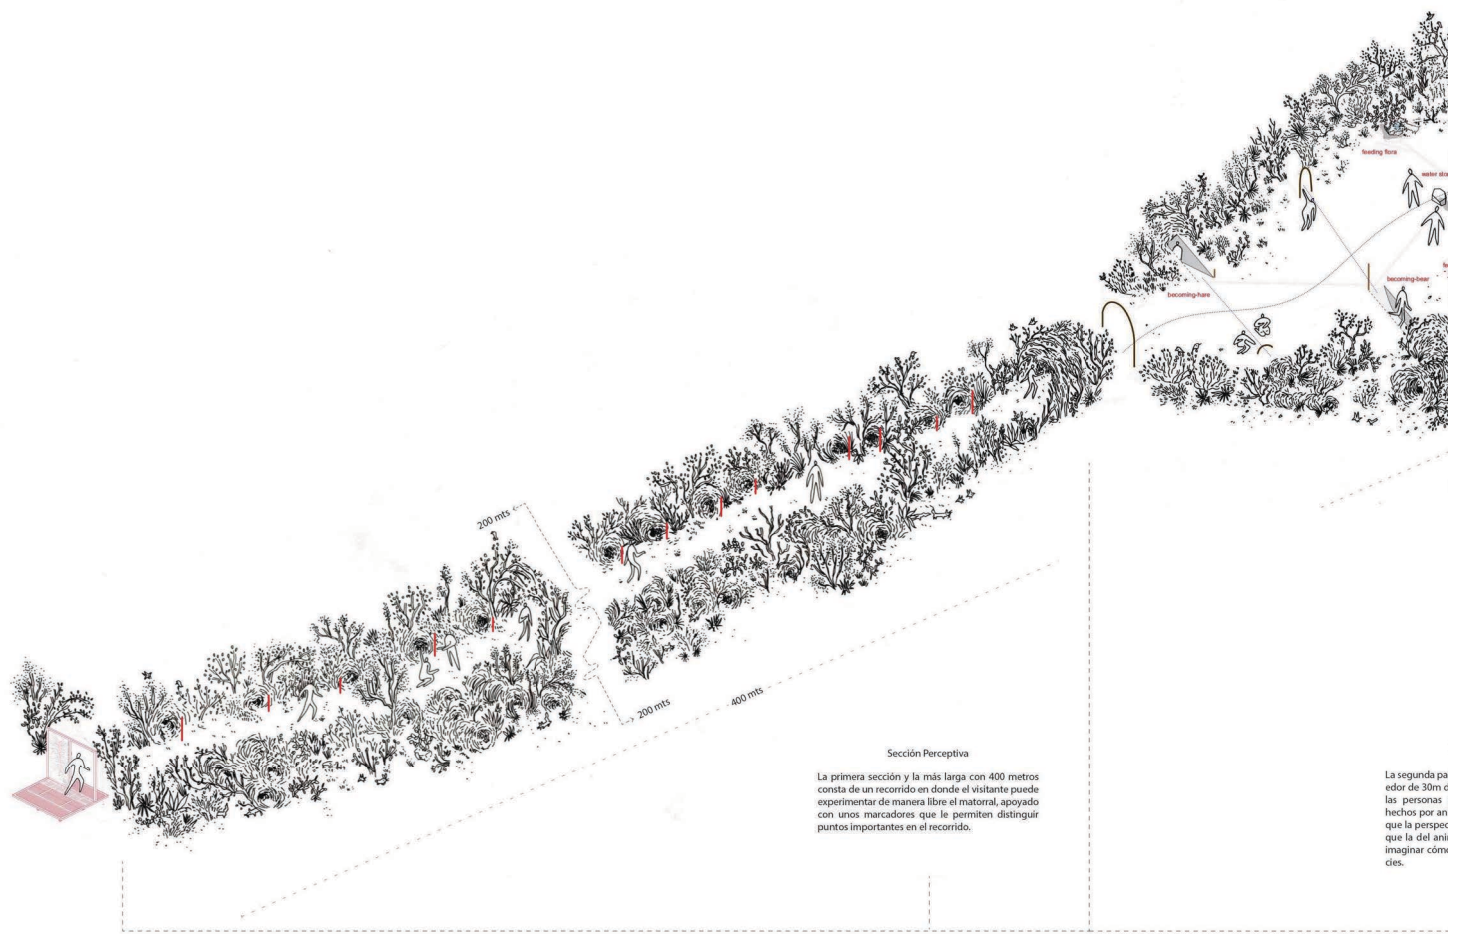 feeding flora
water
becoming-bear
becoming-hare
200 mts
200 mts
400 mts
Sección Perceptiva
La primera sección y la más larga con 400 metros
consta de un recorrido en donde el visitante puede
experimentar de manera libre el matorral, apoyado
con unos marcadores que le permiten distinguir
puntos importantes en el recorrido.
La segunda pa
edor de 30m d
las personas
hechos por an
que la perspec
que la del ani
imaginar cómo
cies.